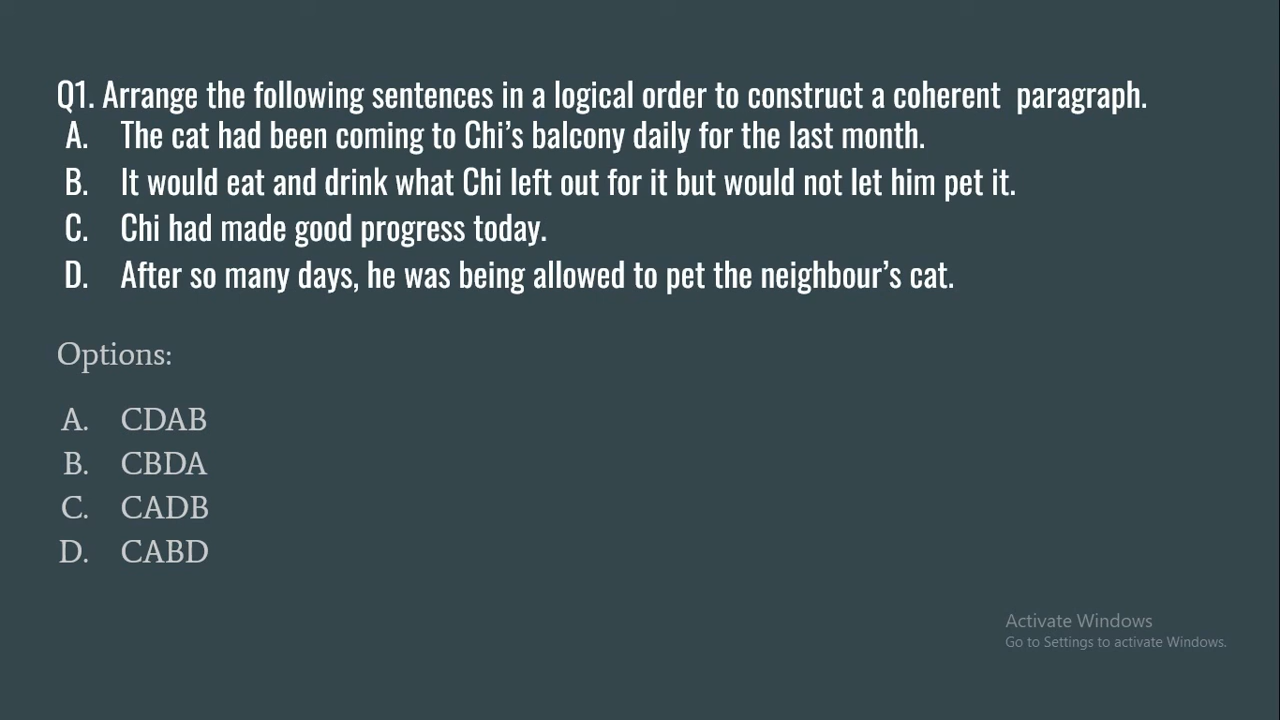 Q1. Arrange the following sentences in a logical order to construct a coherent paragraph.
A. The cat had been coming to Chi’s balcony daily for the last month.
B. It would eat and drink what Chi left out for it but would not let him pet it.
C. Chi had made good progress today.
D. After so many days, he was being allowed to pet the neighbour’s cat.
Options:
A. CDAB
B. CBDA
C. CADB
D. CABD
Activate Windows
Go to Settings to activate Windows.